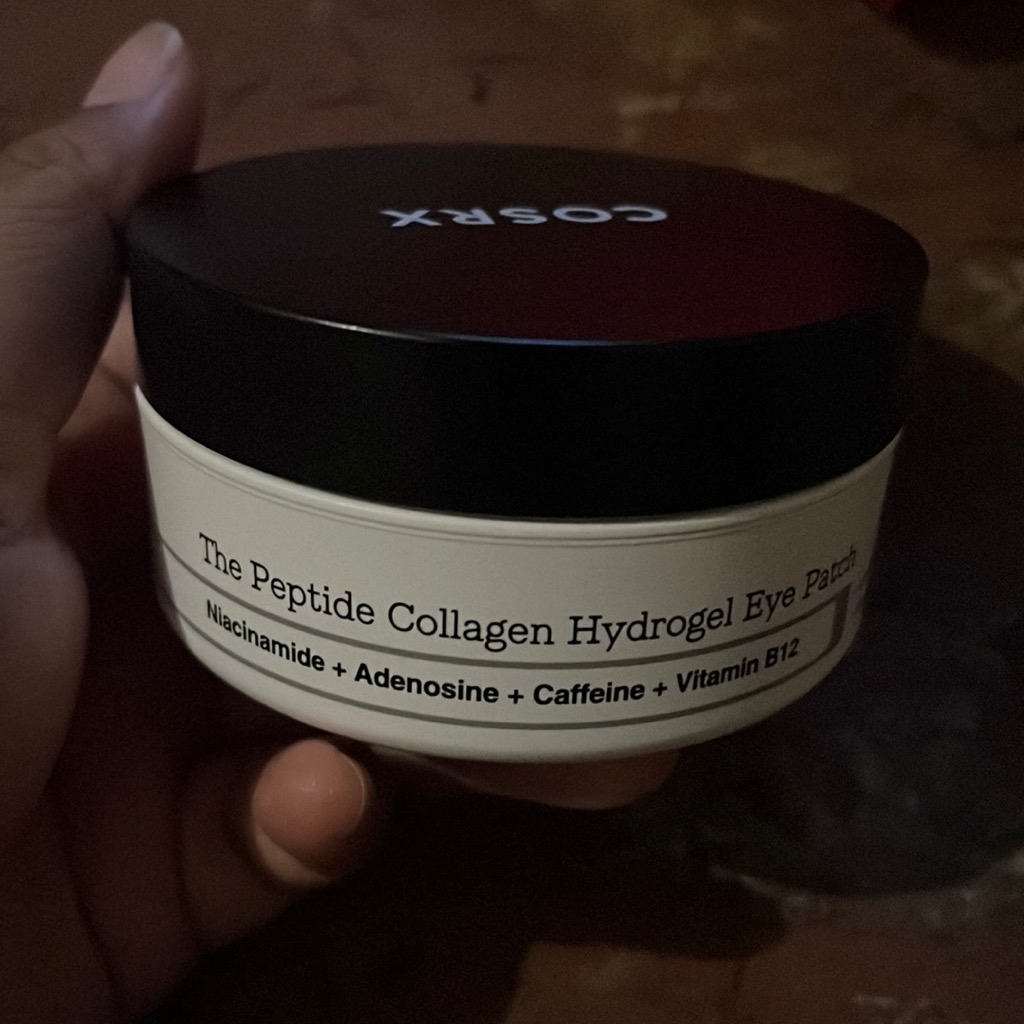 COSRX
The Peptide Collagen Hydrogel Eye Patch
Niacinamide + Adenosine + Caffeine + Vitamin B12